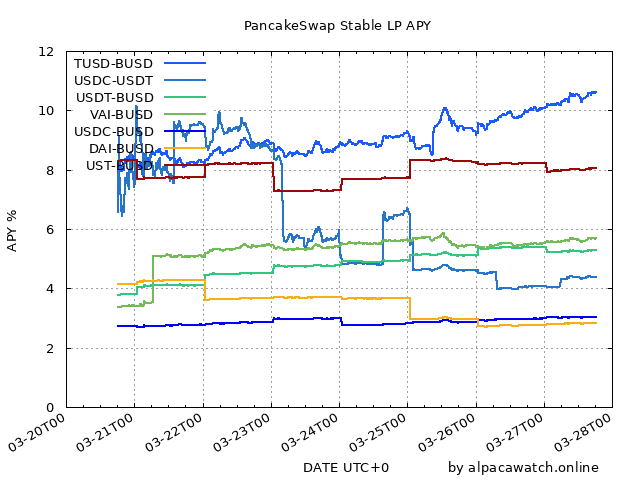 PancakeSwap Stable LP APY
12
10
8
6
4
2
0
APY %
TUSD-BUSD
USDC-USDT
USDT-BUSD
VAI-BUSD
USDC-BUSD
DAI-BUSD
UST-BUSD
03-20T00
03-21T00
03-22T00
03-23T00
03-24T00
03-25T00
03-26T00
03-27T00
03-28T00
DATE UTC+0
by alpacawatch.online